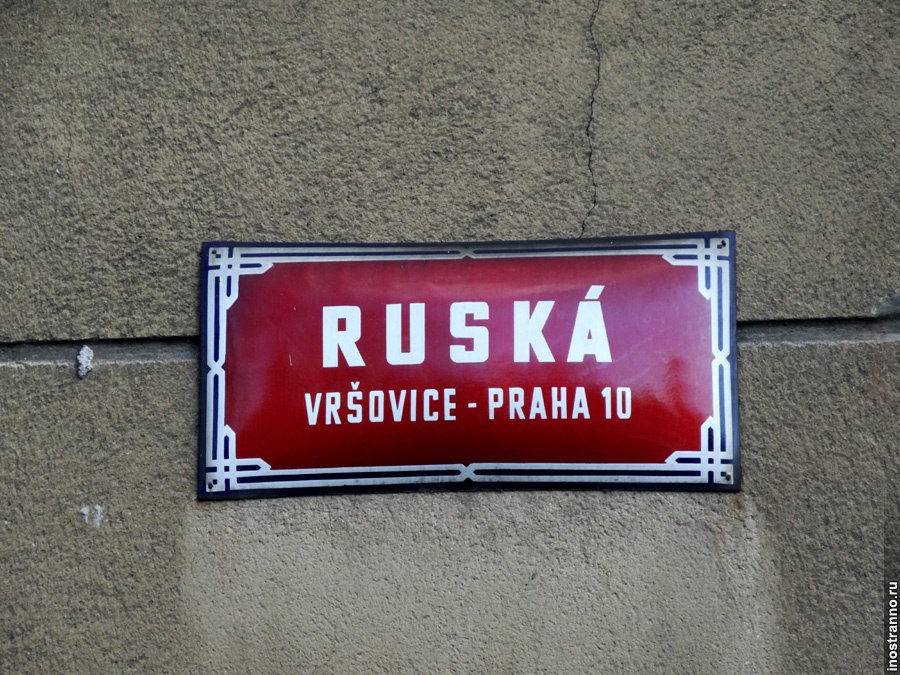 RUSKÁ
VRŠOVICE - PRAHA 10
inostranno.ru